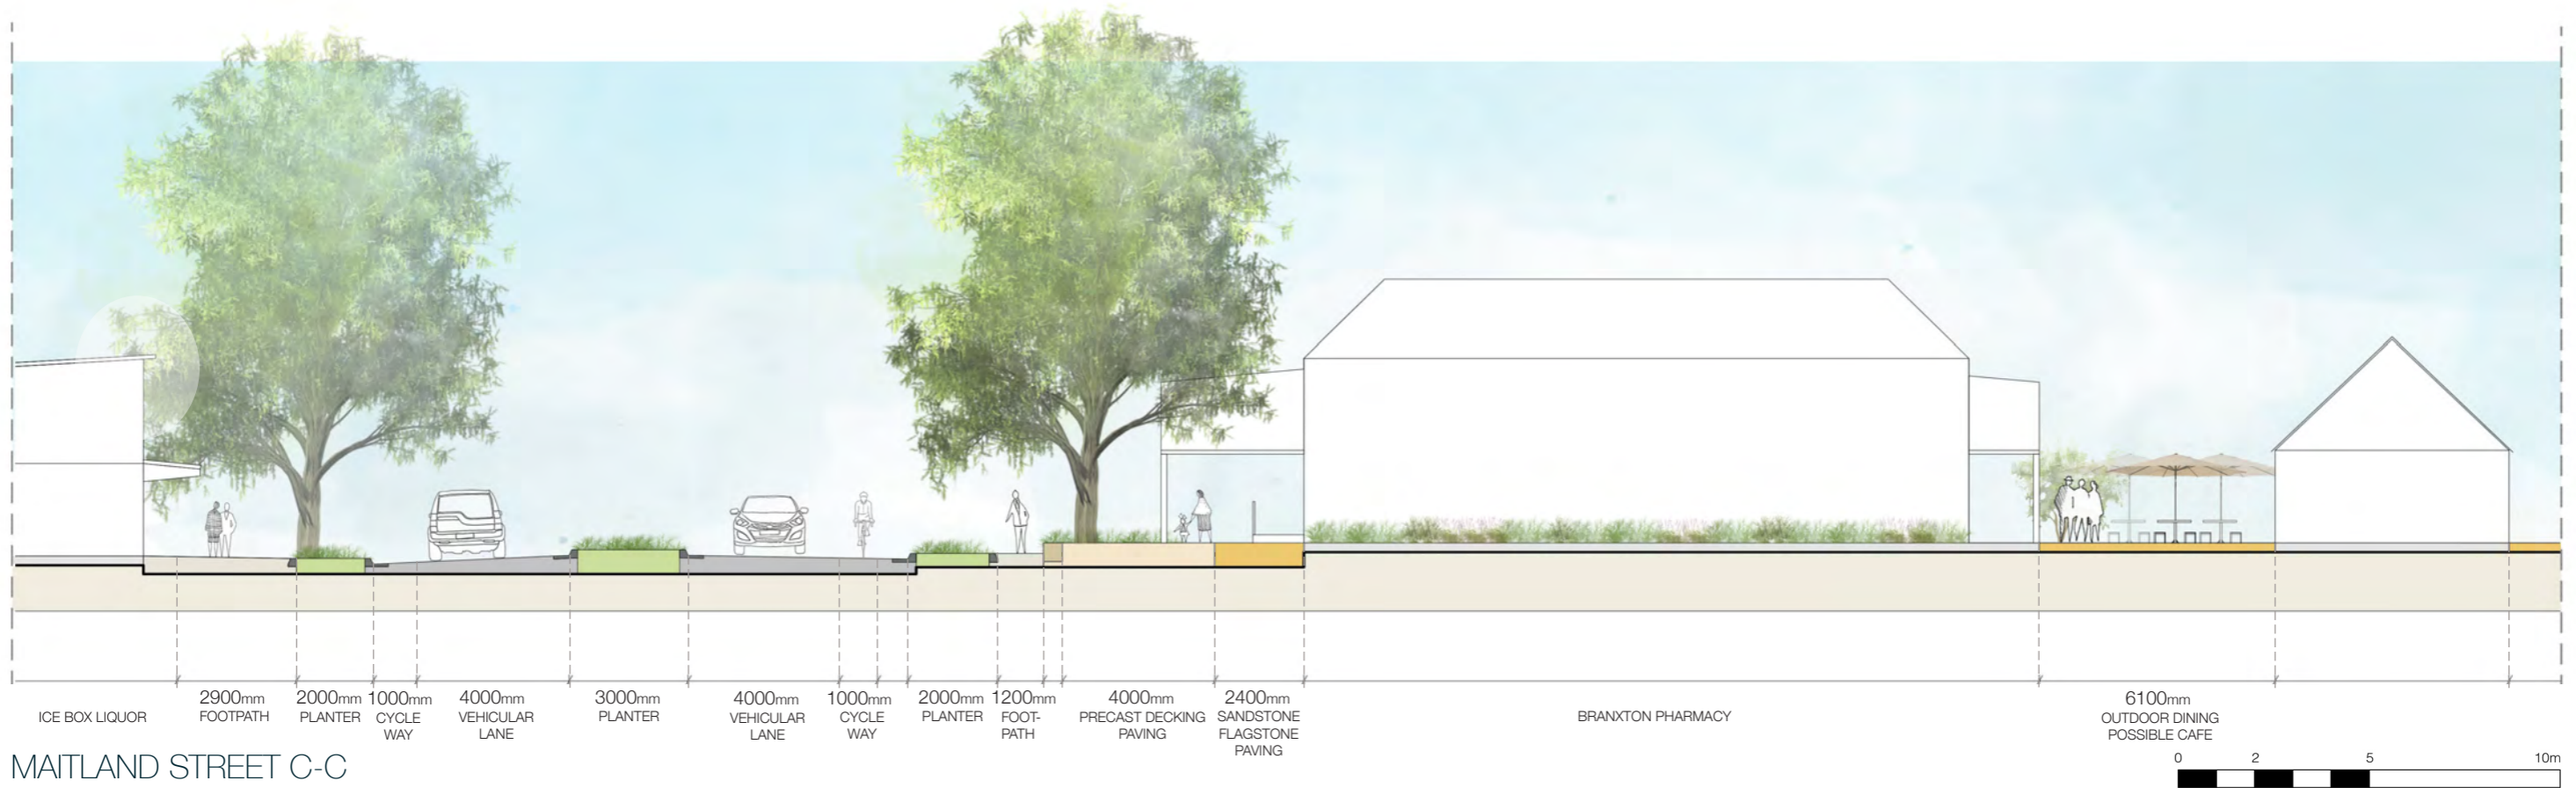 ICE BOX LIQUOR
2900mm
FOOTPATH
2000mm
PLANTER
1000mm
CYCLE
WAY
4000mm
VEHICULAR
LANE
3000mm
PLANTER
4000mm
VEHICULAR
LANE
1000mm
CYCLE
WAY
2000mm
PLANTER
1200mm
FOOT-
PATH
4000mm
PRECAST DECKING
PAVING
2400mm
SANDSTONE
FLAGSTONE
PAVING
BRANXTON PHARMACY
6100mm
OUTDOOR DINING
POSSIBLE CAFE
MAITLAND STREET C-C
0 2 5 10m